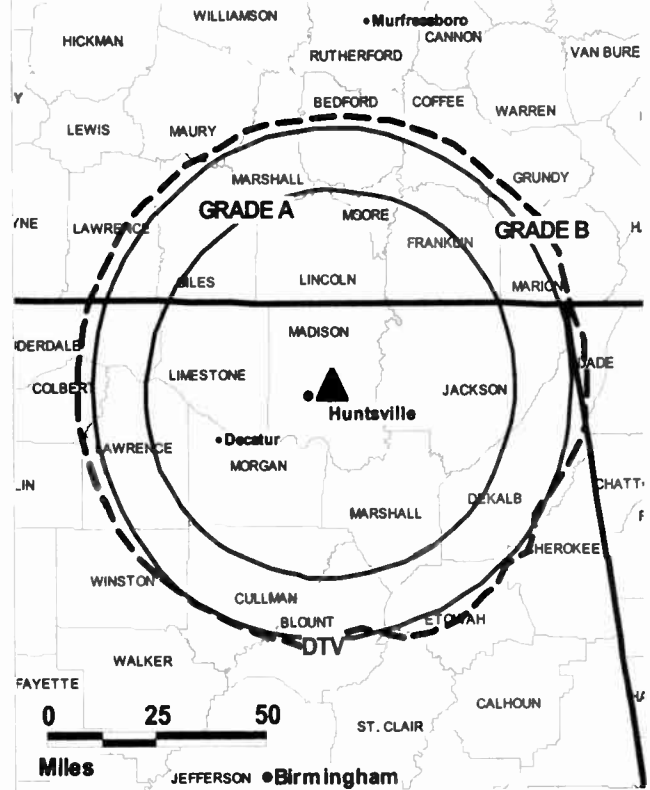 WILLIAMSON
Murfreesboro
HICKMAN
CANNON
RUTHERFORD
VAN BURE
Y
BEDFORD
COFFEE
WARREN
LEWIS
MAURY
GRUNDY
MARSHALL
GRADE A
MOORE
YNE
LAWRENCE
GRADE B
FRANKLIN
GILES
LINCOLN
MARION
MADISON
DERDALE
DADE
LIMESTONE
COLBERT
JACKSON
Huntsville
Decatur
LAWRENCE
MORGAN
LIN
CHATT
DEKALB
MARSHALL
CHEROKEE
WINSTON
CULLMAN
BLOUNT
ETOWAH
DTV
WALKER
FAYETTE
CALHOUN
0 25 50
ST. CLAIR
Miles
JEFFERSON
Birmingham